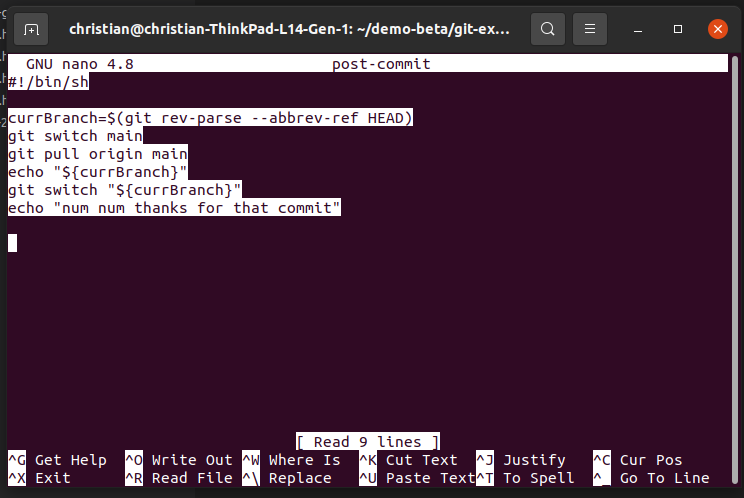 christian@christian-ThinkPad-L14-Gen-1: ~/demo-beta/git-ex...
GNU nano 4.8 post-commit
#!/bin/sh
currBranch=$(git rev-parse --abbrev-ref HEAD)
git switch main
git pull origin main
echo "${currBranch}"
git switch "${currBranch}"
echo "num num thanks for that commit"
[ Read 9 lines ]
^G Get Help ^O Write Out ^W Where Is ^K Cut Text ^J Justify ^C Cur Pos
^X Exit ^R Read File ^\ Replace ^U Paste Text ^T To Spell ^_ Go To Line